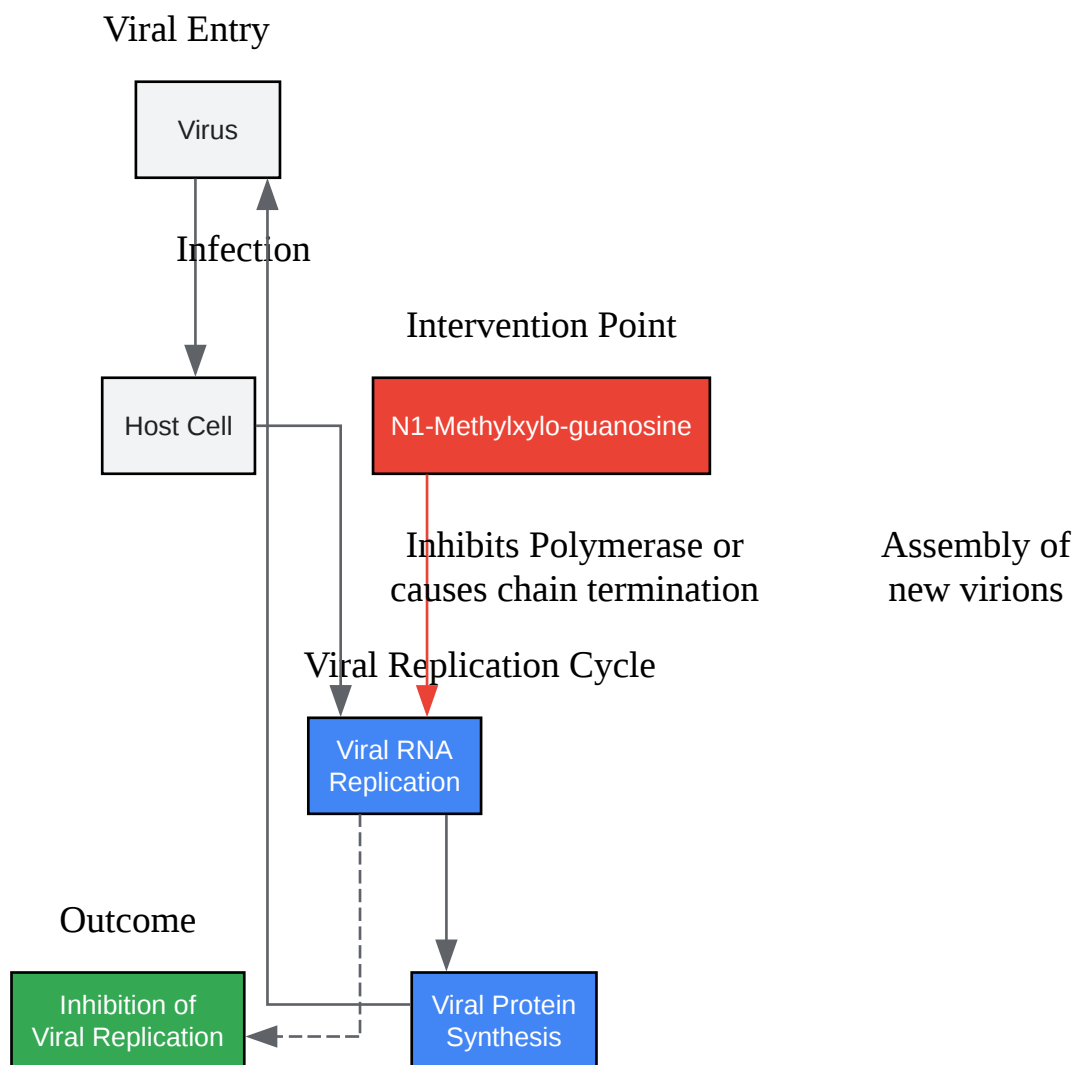 Viral Entry
Virus
Infection
Intervention Point
Host Cell
N1-Methylxylo-guanosine
Inhibits Polymerase or
causes chain termination
Assembly of
new virions
Viral Replication Cycle
Viral RNA
Replication
Outcome
Inhibition of
Viral Replication
Viral Protein
Synthesis